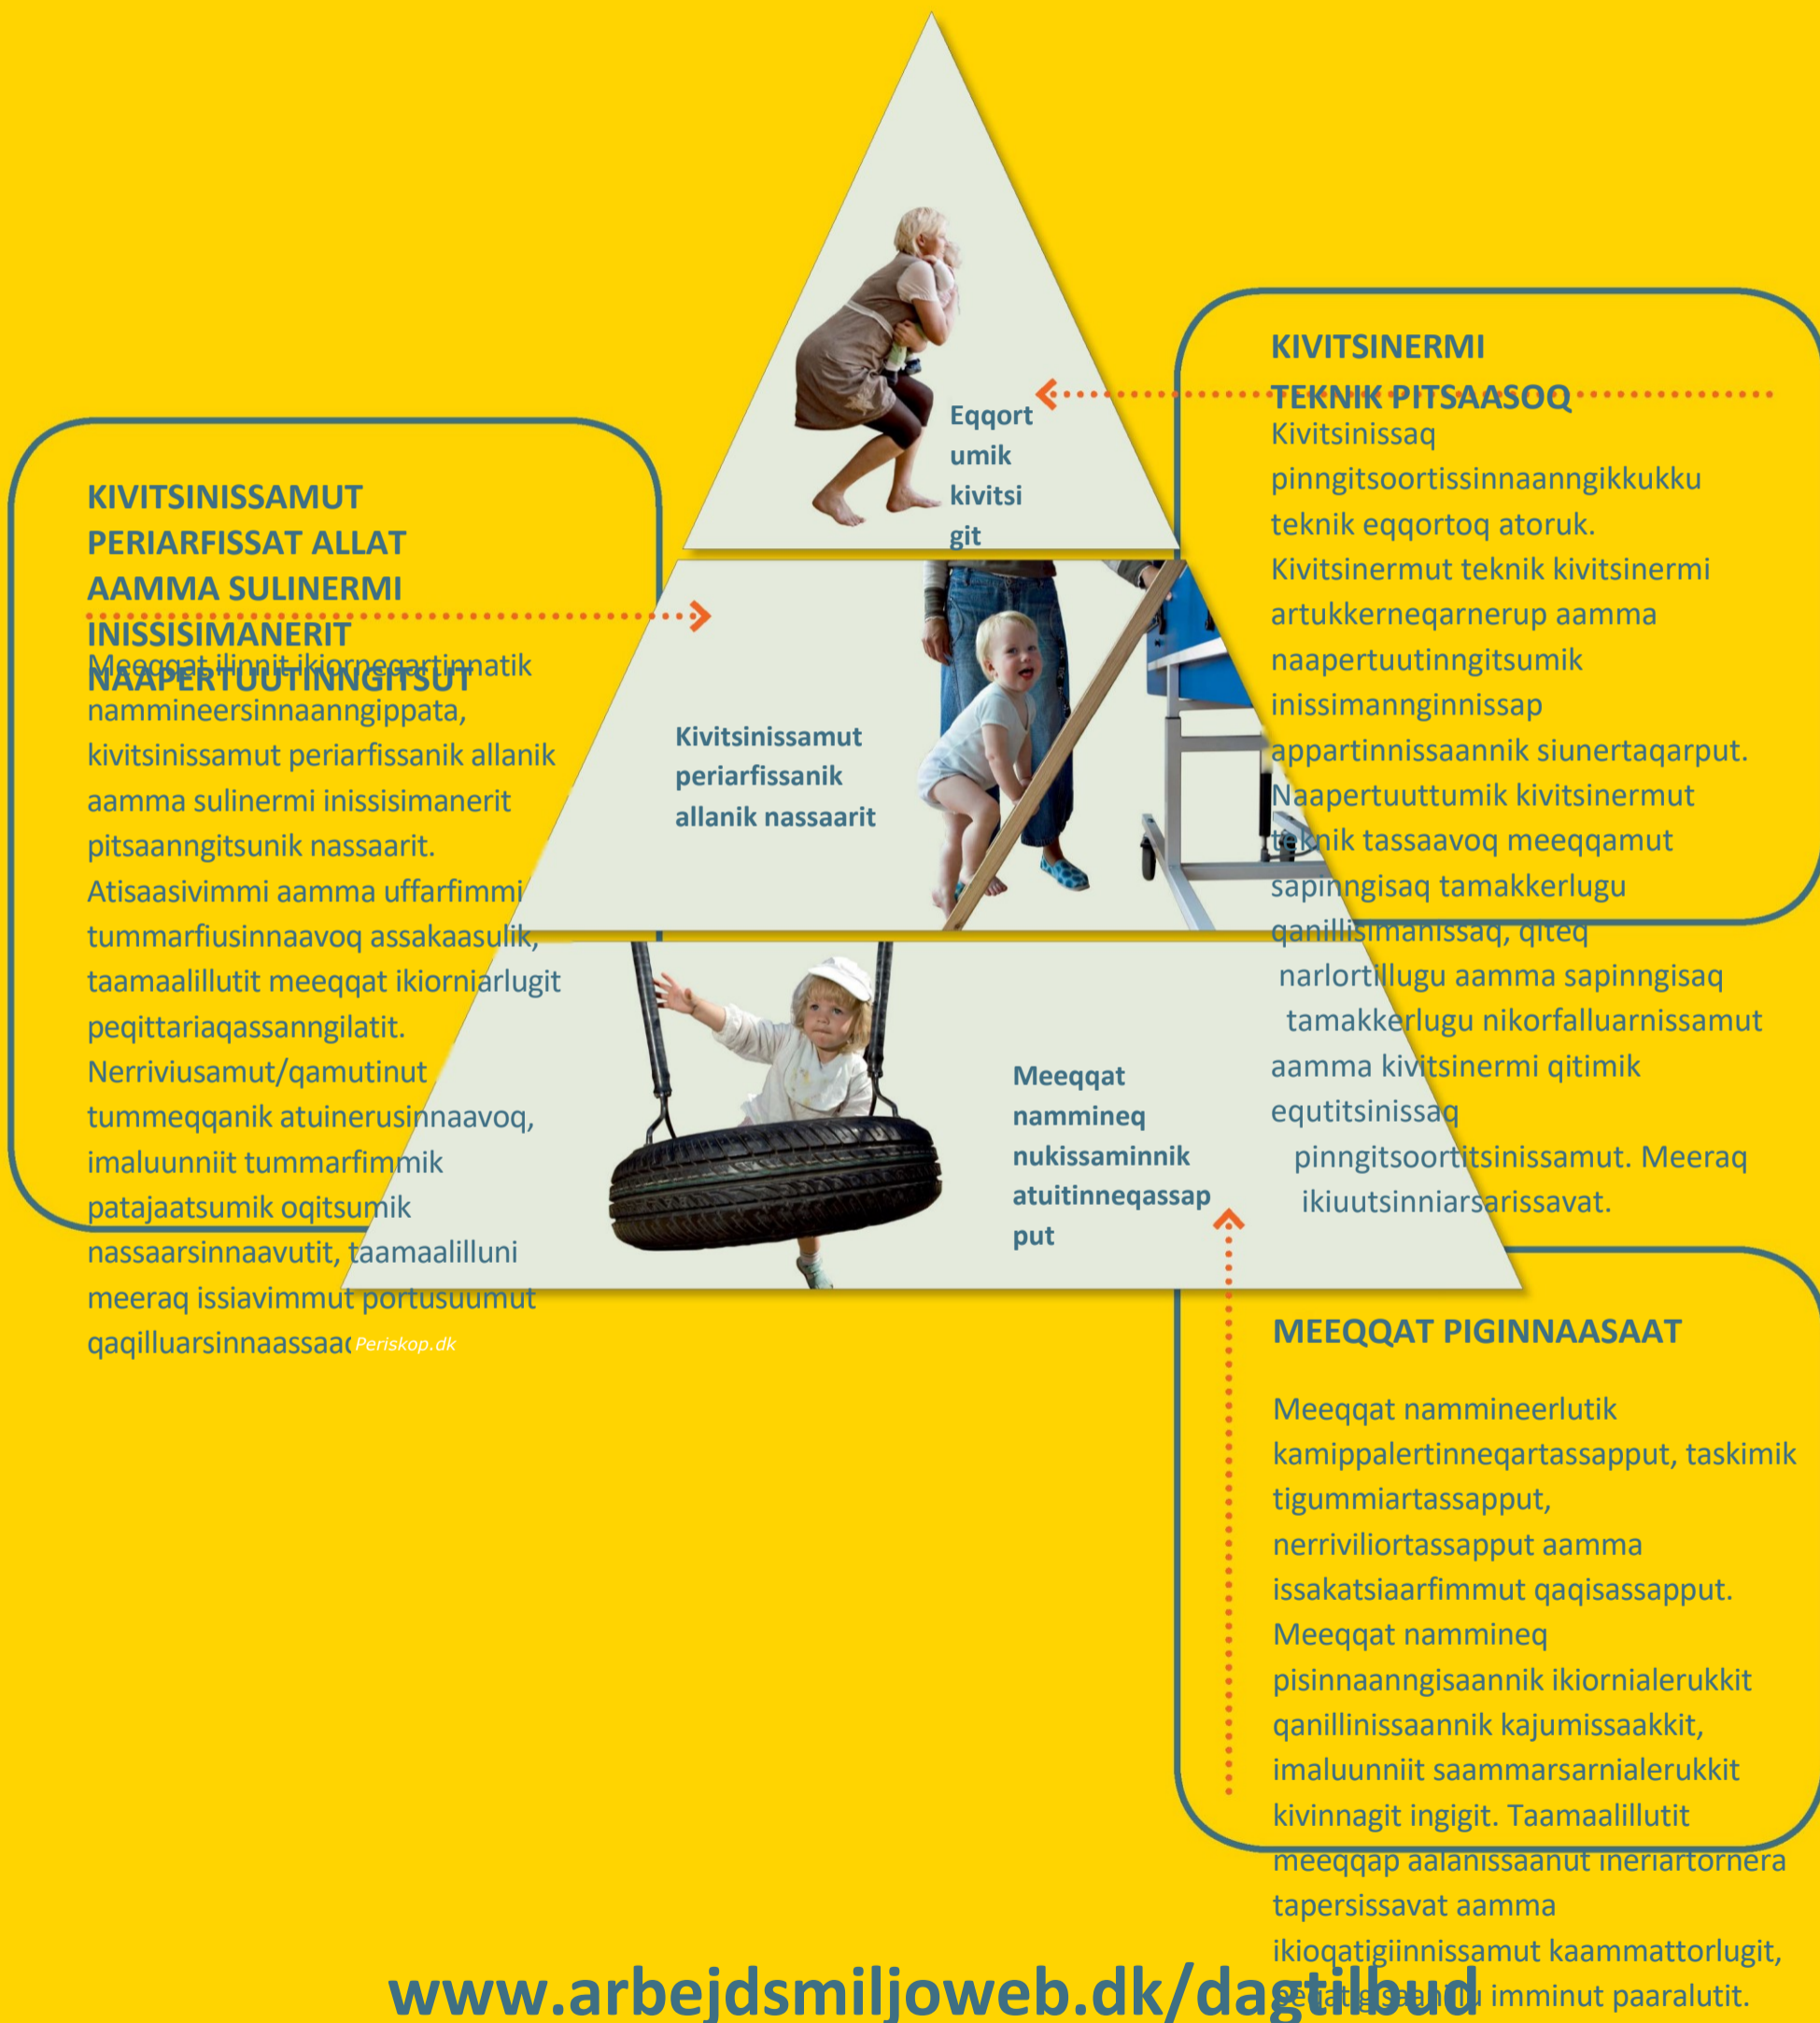 Eqqort
umik
kivitsi
git
KIVITSINERMI
TEKNIK PITSAASOQ
Kivitsinissaq
pinngitsoortissinnaanngikkukku
teknik eqqortoq atoruk.
Kivitsinermut teknik kivitsinermi
artukkerneqarnerup aamma
naapertuutinngitsumik
inissimannginnissap
appartinnissaannik siunertaqarput.
Naapertuuttumik kivitsinermut
teknik tassaavoq meeqqamut
sapinngisaq tamakkerlugu
qanillisimanissaq, qiteq
narlortillugu aamma sapinngisaq
tamakkerlugu nikorfalluarnissamut
aamma kivitsinermi qitimik
equtitsinissaq
pinngitsoortitsinissamut. Meeraq
ikiuutsinniarsarissavat.
KIVITSINISSAMUT
PERIARFISSAT ALLAT
AAMMA SULINERMI
INISSISIMANERIT
NAAPERTUUTINNGITSUT
Meeqqat ilinnit ikiorneqartinnatik
nammineersinnaanngippata,
kivitsinissamut periarfissanik allanik
aamma sulinermi inissisimanerit
pitsaanngitsunik nassaarit.
Atisaasivimmi aamma uffarfimmi
tummarfiusinnaavoq assakaasulik,
taamaalillutit meeqqat ikiorniarlugit
peqittariaqassanngilatit.
Nerriviusamut/qamutinut
tummeqqanik atuinerusinnaavoq,
imaluunniit tummarfimmik
patajaatsumik oqitsumik
nassaarsinnaavutit, taamaalilluni
meeraq issiavimmut portusuumut
qaqilluarsinnaassaaq
Periskop.dk
Kivitsinissamut
periarfissanik
allanik nassaarit
Meeqqat
nammineq
nukissaminnik
atuitinneqassap
put
MEEQQAT PIGINNAASAAT
Meeqqat nammineerlutik
kamippalertinneqartassapput, taskimik
tigummiartassapput,
nerriviliortassapput aamma
issakatsiaarfimmut qaqisassapput.
Meeqqat nammineq
pisinnaanngisaannik ikiornialerukkit
qanillinissaannik kajumissaakkit,
imaluunniit saammarsarnialerukkit
kivinnagit ingigit. Taamaalillutit
meeqqap aalanissaanut ineriartornera
tapersissavat aamma
ikioqatigiinnissamut kaammattorlugit,
imminut paaralutit.
www.arbejdsmiljoweb.dk/dagtilbud